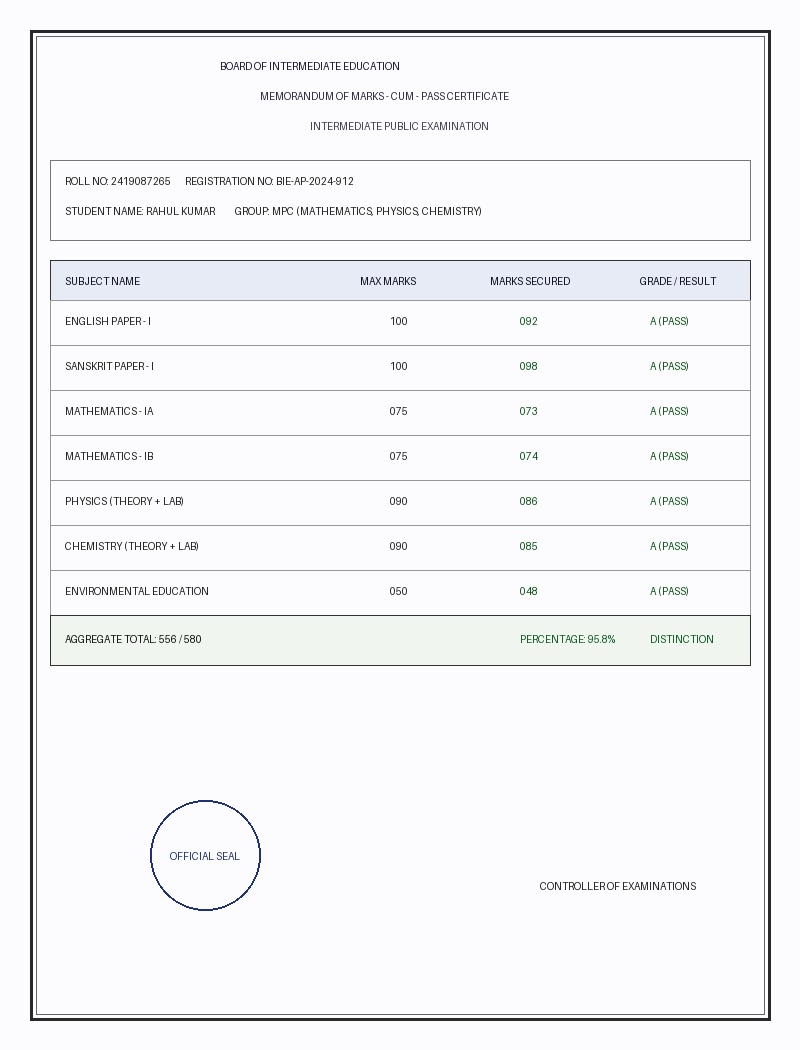 BOARD OF INTERMEDIATE EDUCATION
MEMORANDUM OF MARKS - CUM - PASS CERTIFICATE
INTERMEDIATE PUBLIC EXAMINATION
ROLL NO: 2419087265 REGISTRATION NO: BIE-AP-2024-912
STUDENT NAME: RAHUL KUMAR GROUP: MPC (MATHEMATICS, PHYSICS, CHEMISTRY)
SUBJECT NAME MAX MARKS MARKS SECURED GRADE / RESULT
ENGLISH PAPER - I 100 092 A (PASS)
SANSKRIT PAPER - I 100 098 A (PASS)
MATHEMATICS - IA 075 073 A (PASS)
MATHEMATICS - IB 075 074 A (PASS)
PHYSICS (THEORY + LAB) 090 086 A (PASS)
CHEMISTRY (THEORY + LAB) 090 085 A (PASS)
ENVIRONMENTAL EDUCATION 050 048 A (PASS)
AGGREGATE TOTAL: 556 / 580 PERCENTAGE: 95.8% DISTINCTION
OFFICIAL SEAL
CONTROLLER OF EXAMINATIONS